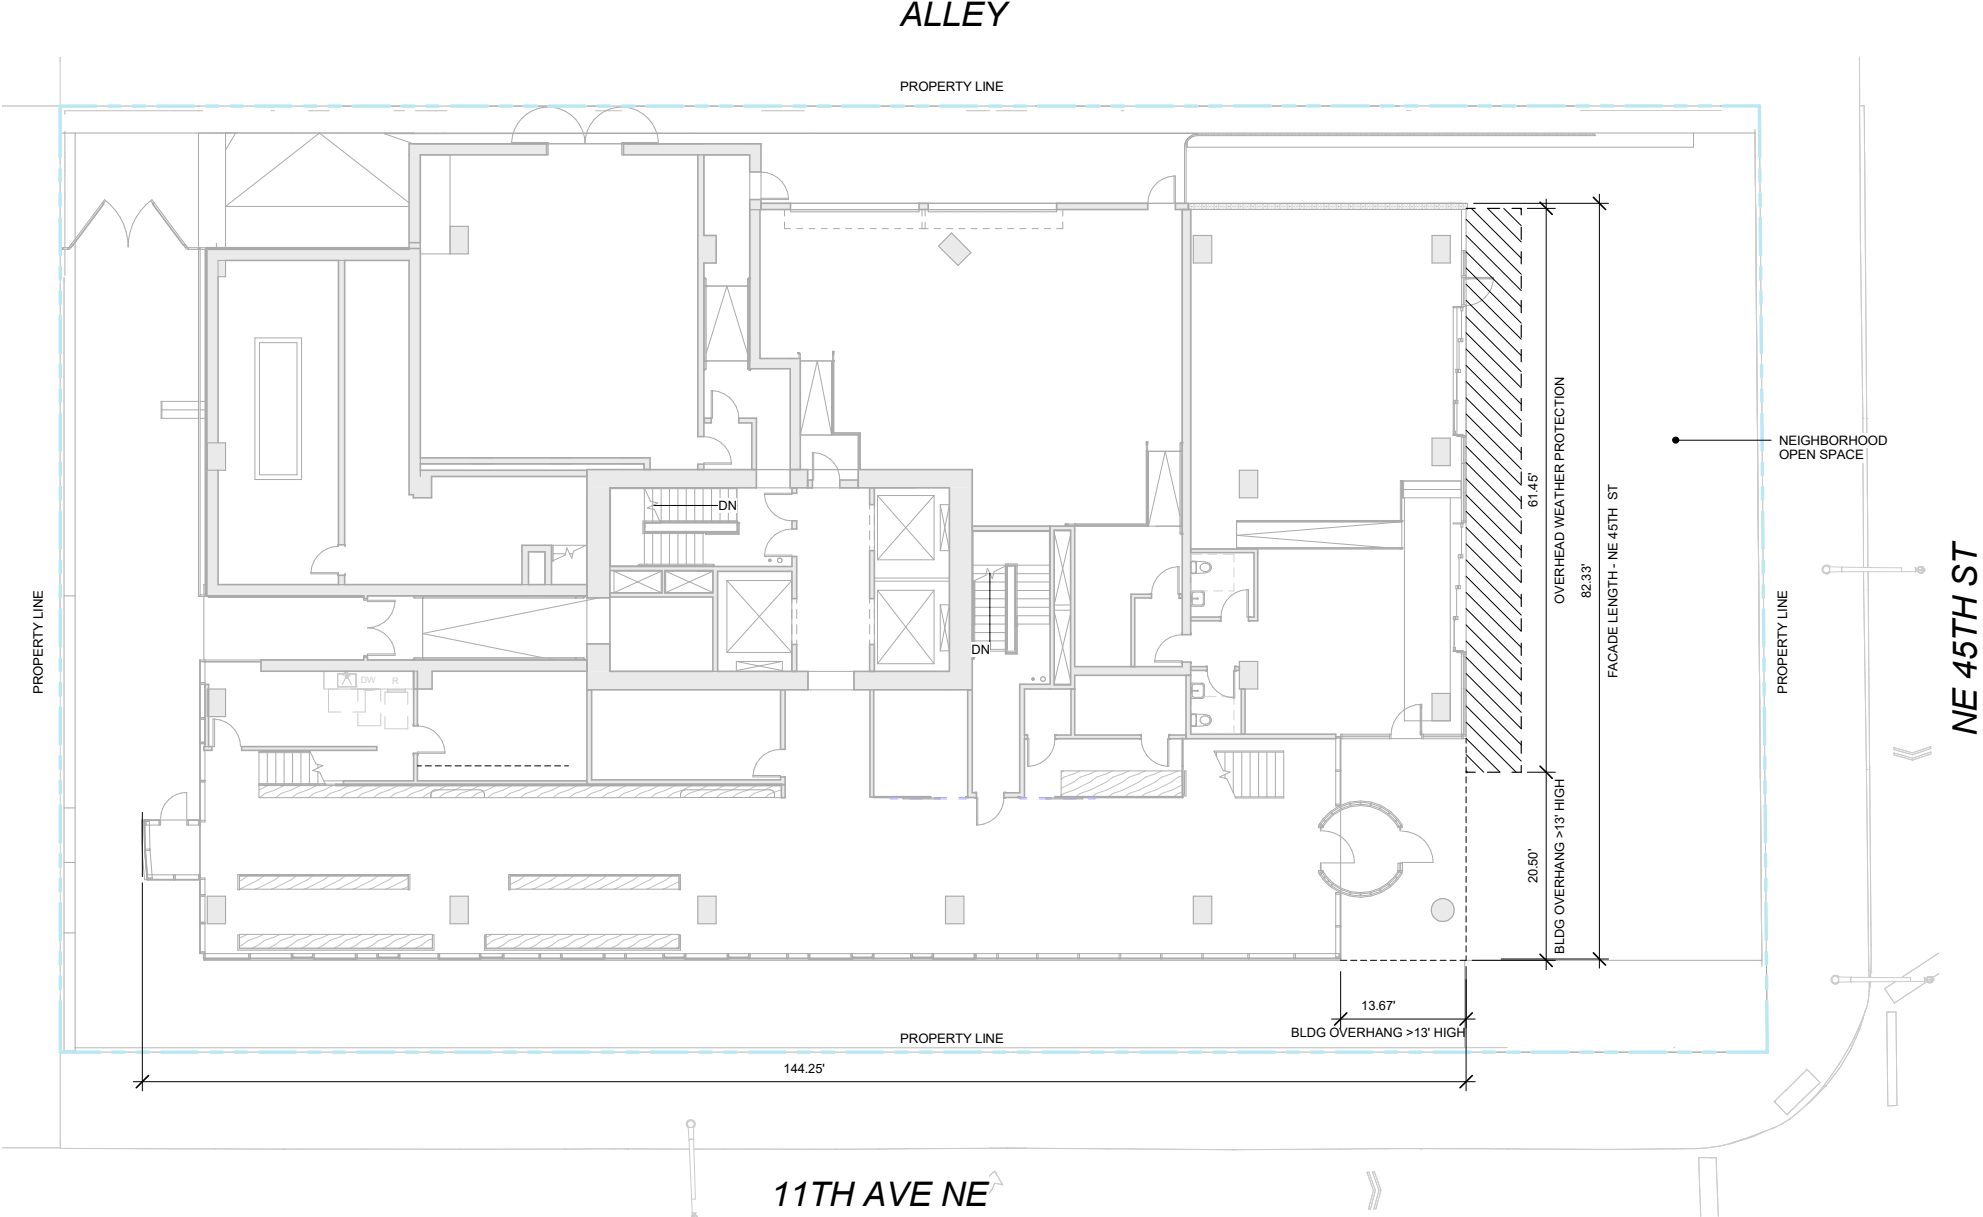 ALLEY
PROPERTY LINE
NEIGHBORHOOD
OPEN SPACE
61.45'
OVERHEAD WEATHER PROTECTION
82.33'
FACADE LENGTH - NE 45TH ST
DN
DN
PROPERTY LINE
PROPERTY LINE
NE 45TH ST
DW
R
20.50'
BLDG OVERHANG >13' HIGH
13.67'
BLDG OVERHANG >13' HIGH
PROPERTY LINE
144.25'
11TH AVE NE